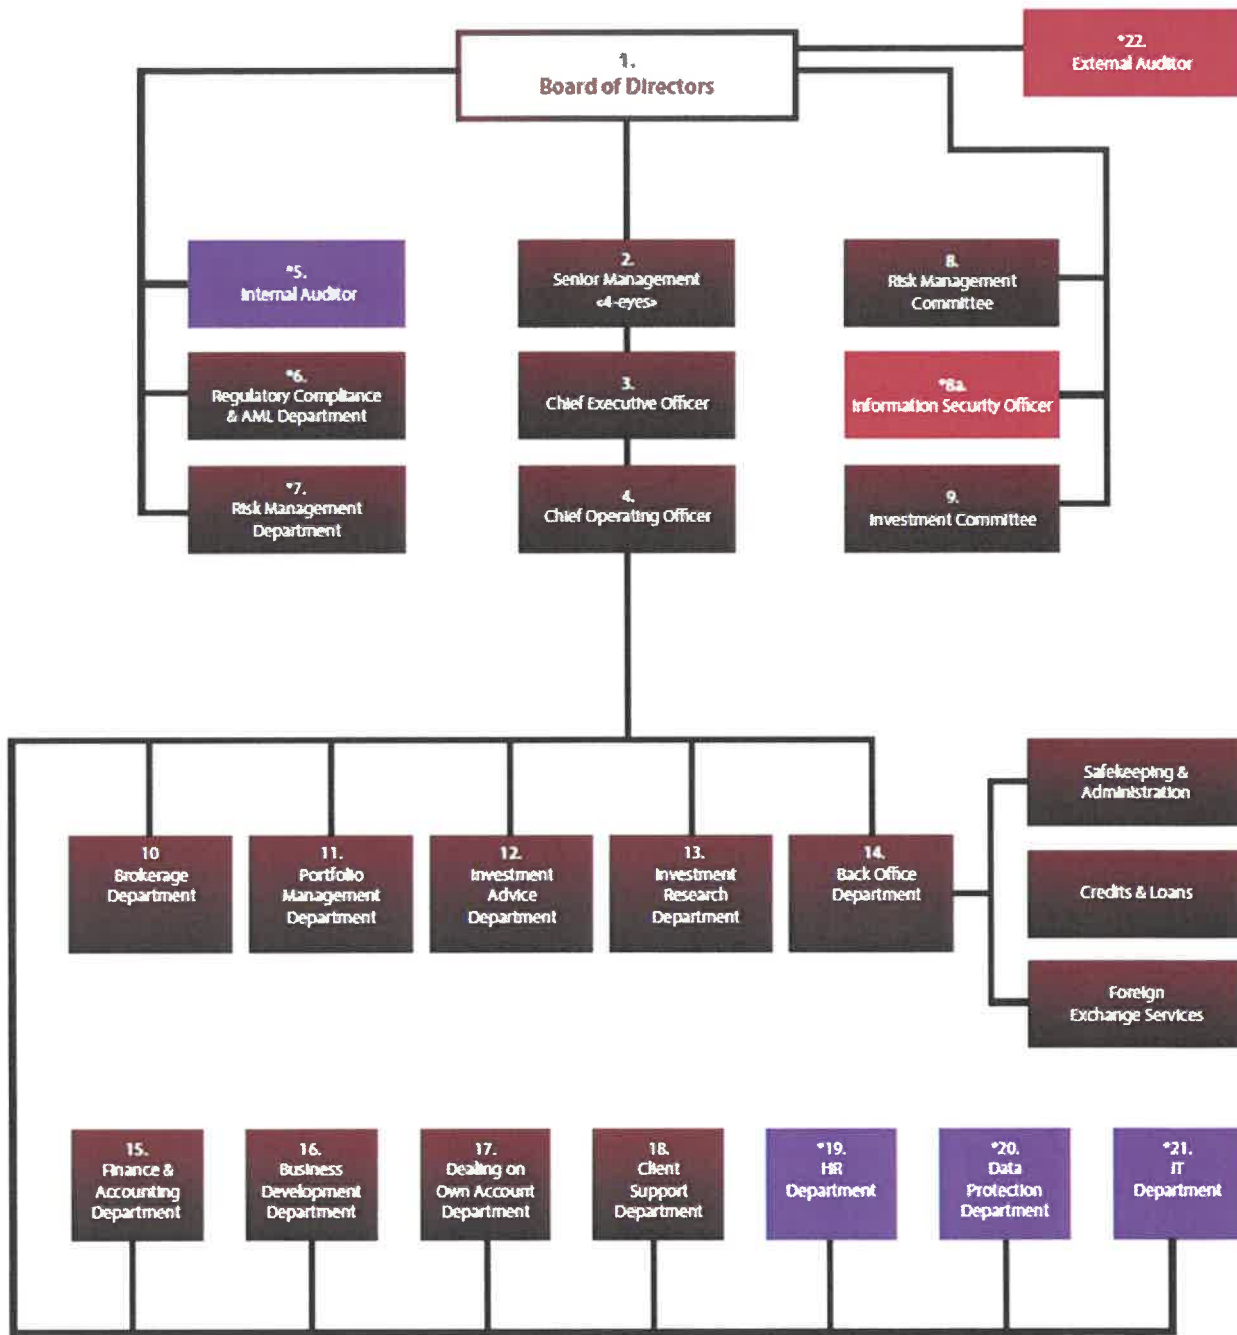 *22.
External Auditor
1.
Board of Directors
*5.
Internal Auditor
2.
Senior Management
«4-eyes»
8.
Risk Management
Committee
*6.
Regulatory Compliance
& AML Department
3.
Chief Executive Officer
*8a.
Information Security Officer
*7.
Risk Management
Department
4.
Chief Operating Officer
9.
Investment Committee
Safekeeping &
Administration
10
Brokerage
Department
11.
Portfolio
Management
Department
12.
Investment
Advice
Department
13.
Investment
Research
Department
14.
Back Office
Department
Credits & Loans
Foreign
Exchange Services
15.
Finance &
Accounting
Department
16.
Business
Development
Department
17.
Dealing on
Own Account
Department
18.
Client
Support
Department
*19.
HR
Department
*20.
Data
Protection
Department
*21.
IT
Department